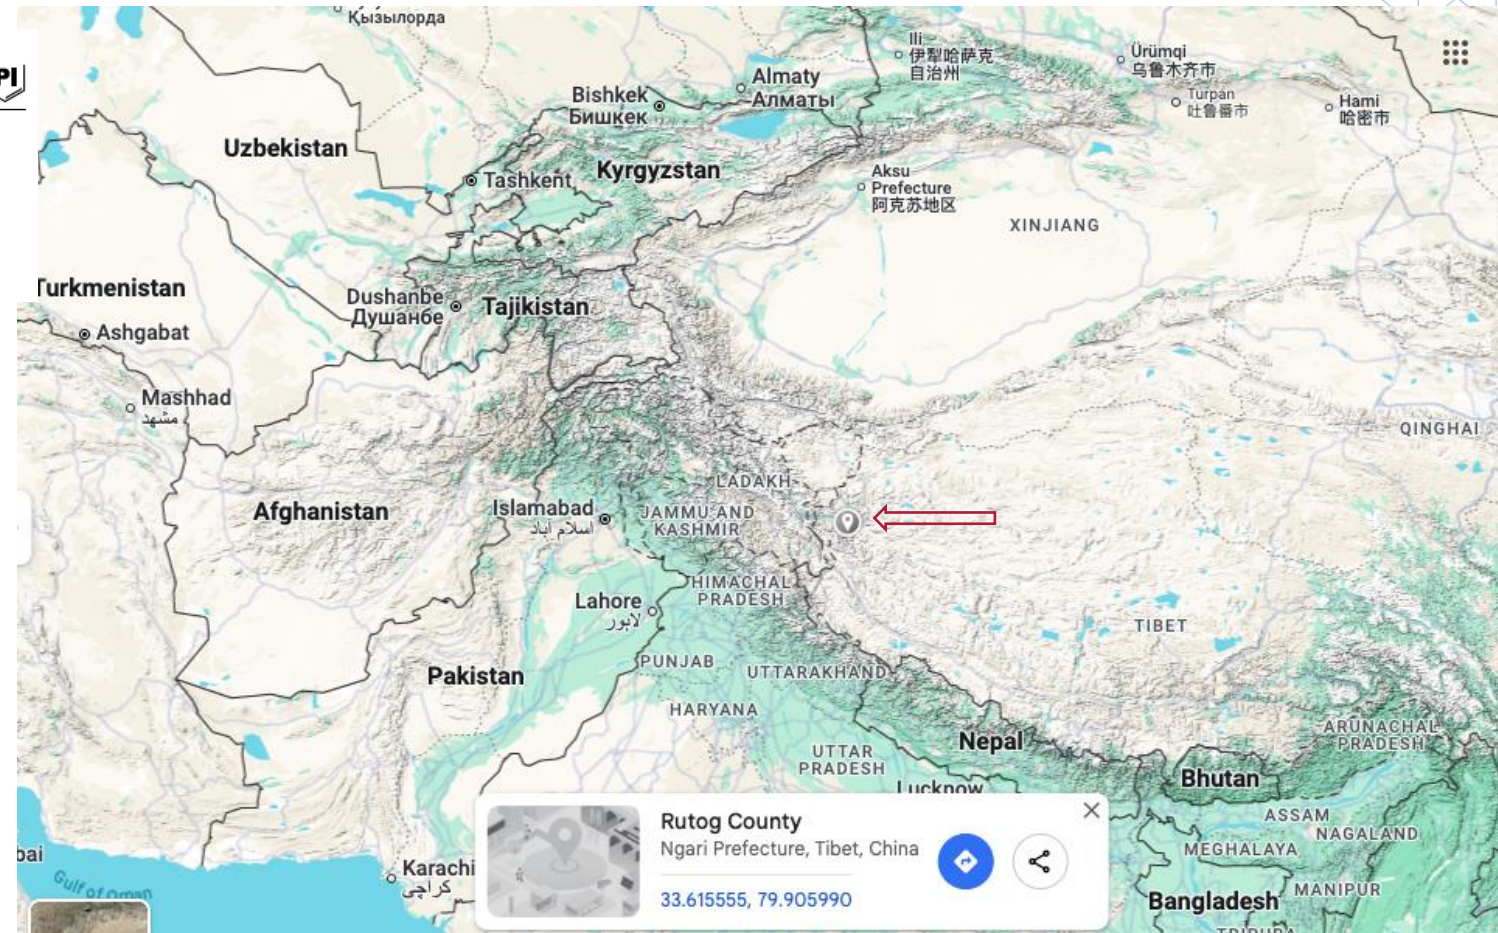 Қызылорда
PI
Ili
伊犁哈萨克
自治州
Ürümqi
乌鲁木齐市
Almaty
Алматы
Bishkek
Бишкек
Turpan
吐鲁番市
Hami
哈密市
Uzbekistan
Tashkent
Kyrgyzstan
Aksu
Prefecture
阿克苏地区
XINJIANG
Turkmenistan
Dushanbe
Душанбе
Tajikistan
Ashgabat
Mashhad
مشهد
QINGHAI
LADAKH
Afghanistan
Islamabad
اسلام آباد
JAMMU AND
KASHMIR
HIMACHAL
PRADESH
Lahore
لاہور
TIBET
Pakistan
PUNJAB
UTTARAKHAND
HARYANA
Nepal
ARUNACHAL
PRADESH
UTTAR
PRADESH
Bhutan
Lucknow
ASSAM
NAGALAND
MEGHALAYA
Rutog County
Ngari Prefecture, Tibet, China
33.615555, 79.905990
bai
Gulf of Oman
Karachi
کراچی
MANIPUR
Bangladesh
TRIPURA